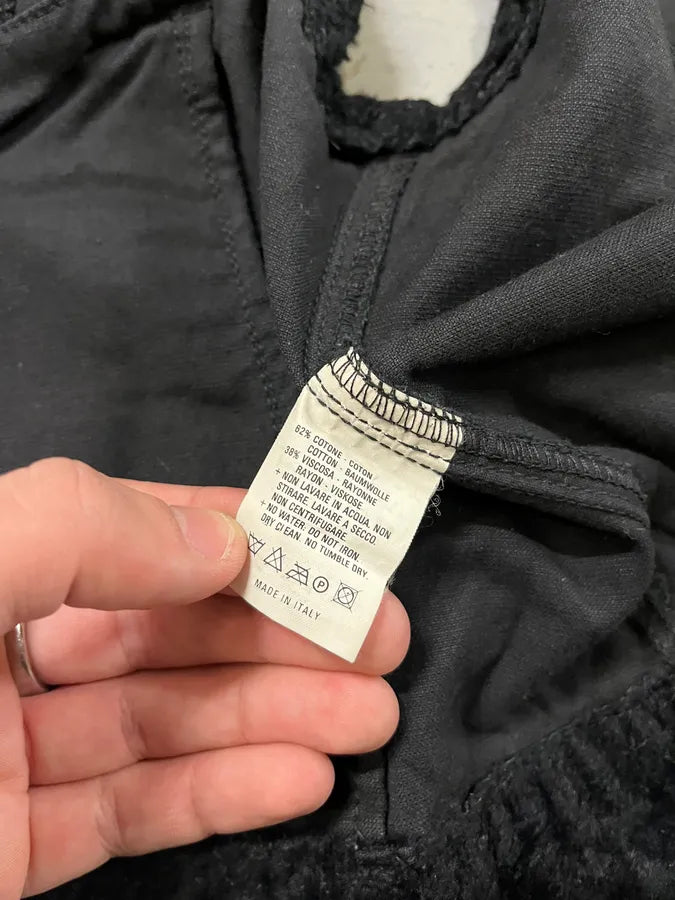 62% COTONE - COTON
COTTON - BAUMWOLLE
38% VISCOSA - RAYONNE
RAYON - VISKOSE
+ NON LAVARE IN ACQUA. NON
STIRARE. LAVARE A SECCO.
NON CENTRIFUGARE.
+ NO WATER. DO NOT IRON.
DRY CLEAN. NO TUMBLE DRY.
P
MADE IN ITALY